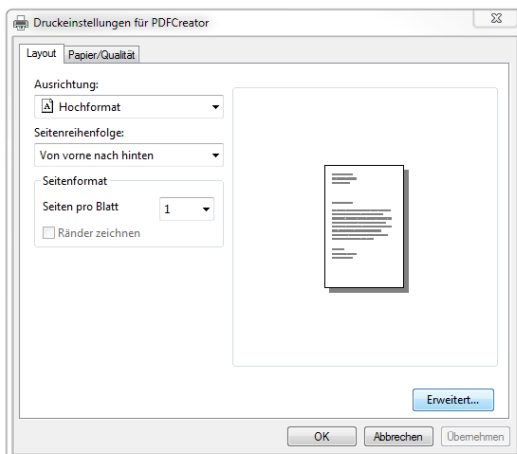 Druckeinstellungen für PDFCreator
Layout Papier/Qualität
Ausrichtung:
A Hochformat
Seitenreihenfolge:
Von vorne nach hinten
Seitenformat
Seiten pro Blatt 1
Ränder zeichnen
Erweitert...
OK Abbrechen Übernehmen